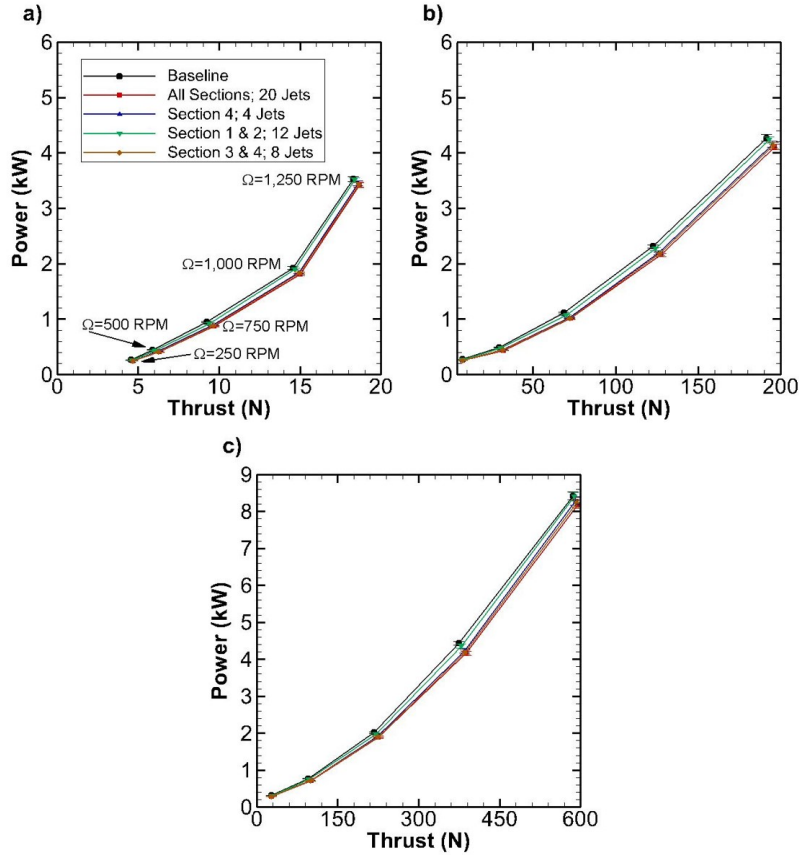 a)
6
5
4
3
2
1
0
Power (kW)
Baseline
All Sections; 20 Jets
Section 4; 4 Jets
Section 1 & 2; 12 Jets
Section 3 & 4; 8 Jets
Ω=1,250 RPM
Ω=1,000 RPM
Ω=500 RPM
Ω=750 RPM
Ω=250 RPM
0 5 10 15 20
Thrust (N)
b)
6
5
4
3
2
1
0
Power (kW)
50 100 150 200
Thrust (N)
c)
9
8
7
6
5
4
3
2
1
0
Power (kW)
0 150 300 450 600
Thrust (N)